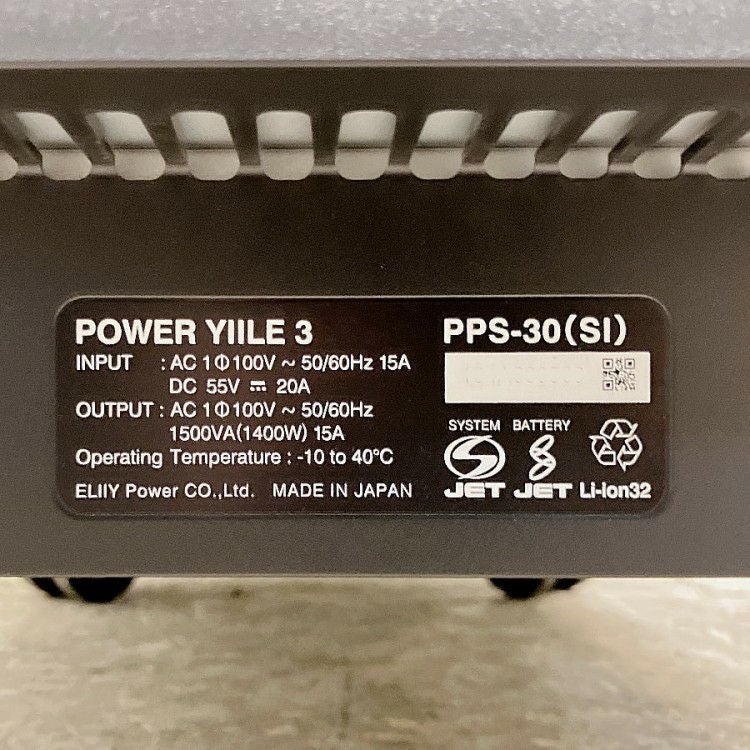 POWER YIILE 3
INPUT : AC 1Φ100V ~ 50/60Hz 15A
DC 55V ⎓ 20A
OUTPUT : AC 1Φ100V ~ 50/60Hz
1500VA(1400W) 15A
Operating Temperature : -10 to 40°C
ELIIY Power CO.,Ltd. MADE IN JAPAN
PPS-30(SI)
SYSTEM BATTERY
JET JET Li-ion32